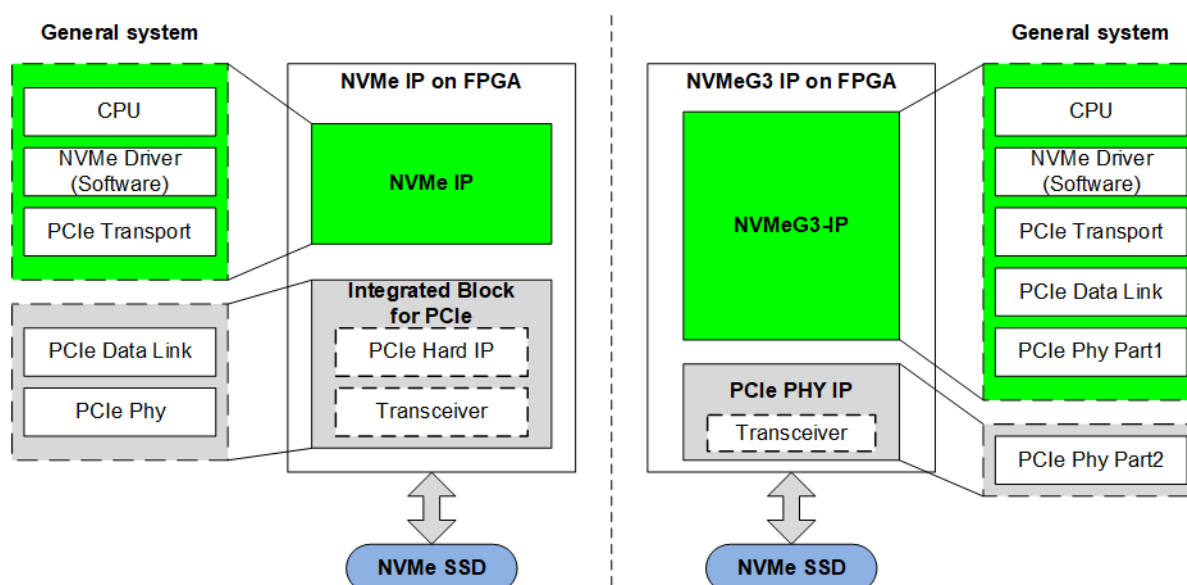 General system
CPU
NVMe Driver
(Software)
PCIe Transport
PCIe Data Link
PCIe Phy
NVMe IP on FPGA
NVMe IP
Integrated Block
for PCIe
PCIe Hard IP
Transceiver
NVMe SSD
NVMeG3 IP on FPGA
NVMeG3-IP
PCIe PHY IP
Transceiver
NVMe SSD
General system
CPU
NVMe Driver
(Software)
PCIe Transport
PCIe Data Link
PCIe Phy Part1
PCIe Phy Part2